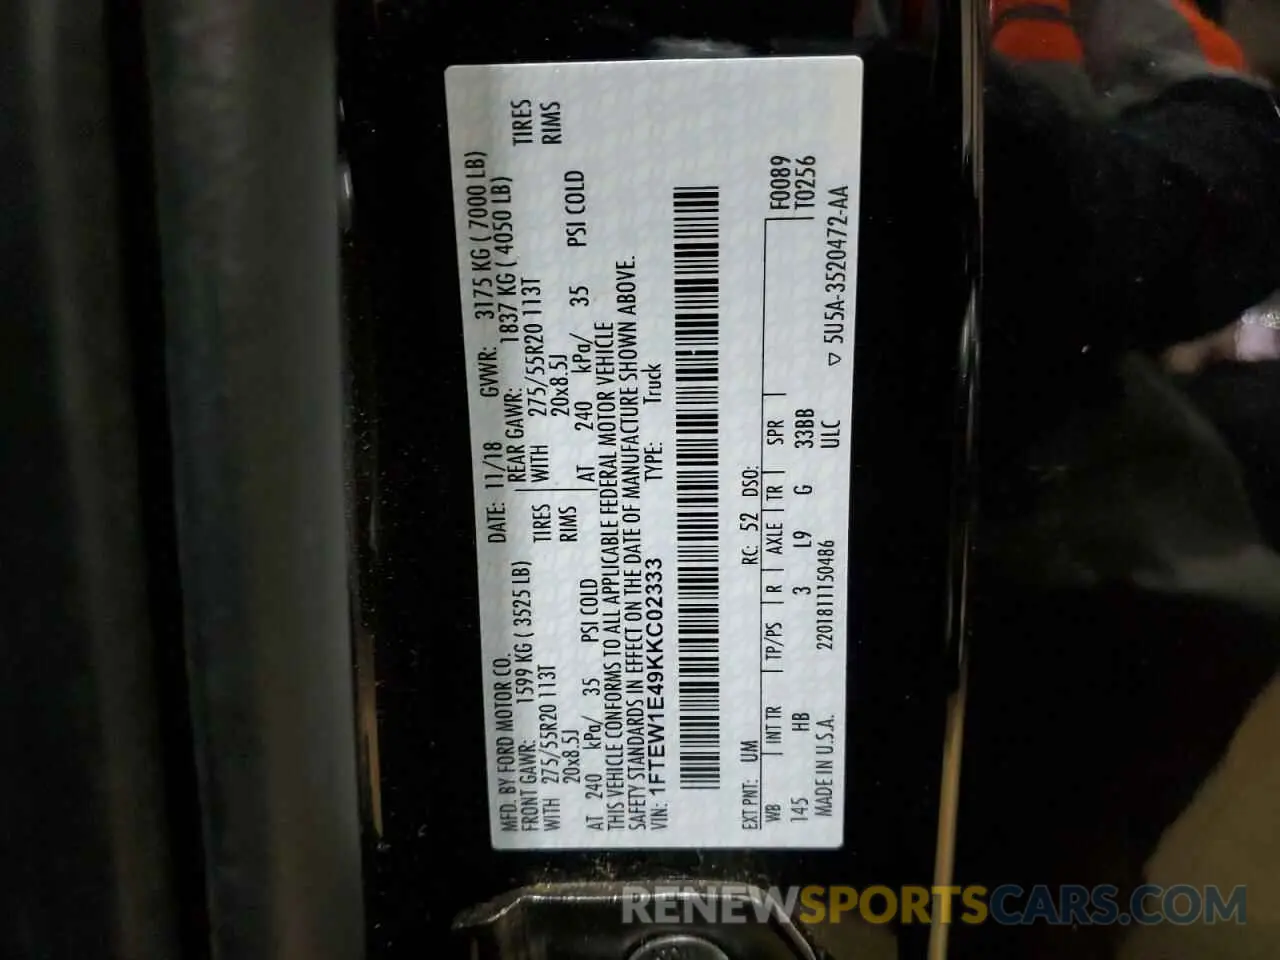 MFD. BY FORD MOTOR CO.
DATE: 11/18 GVWR: 3175 KG ( 7000 LB)
FRONT GAWR: 1599 KG ( 3525 LB) REAR GAWR: 1837 KG ( 4050 LB)
WITH 275/55R20 113T TIRES WITH 275/55R20 113T TIRES
20x8.5J RIMS 20x8.5J RIMS
AT 240 kPa/ 35 PSI COLD AT 240 kPa/ 35 PSI COLD
THIS VEHICLE CONFORMS TO ALL APPLICABLE FEDERAL MOTOR VEHICLE
SAFETY STANDARDS IN EFFECT ON THE DATE OF MANUFACTURE SHOWN ABOVE.
VIN: 1FTEW1E49KKC02333 TYPE: Truck
EXT PNT: UM RC: 52 DSO:
WB INT TR TP/PS R AXLE TR SPR F0089
145 HB 3 L9 G 33BB T0256
MADE IN U.S.A. 2201811150486 ULC
▽ 5U5A-3520472-AA
RENEWSPORTSCARS.COM